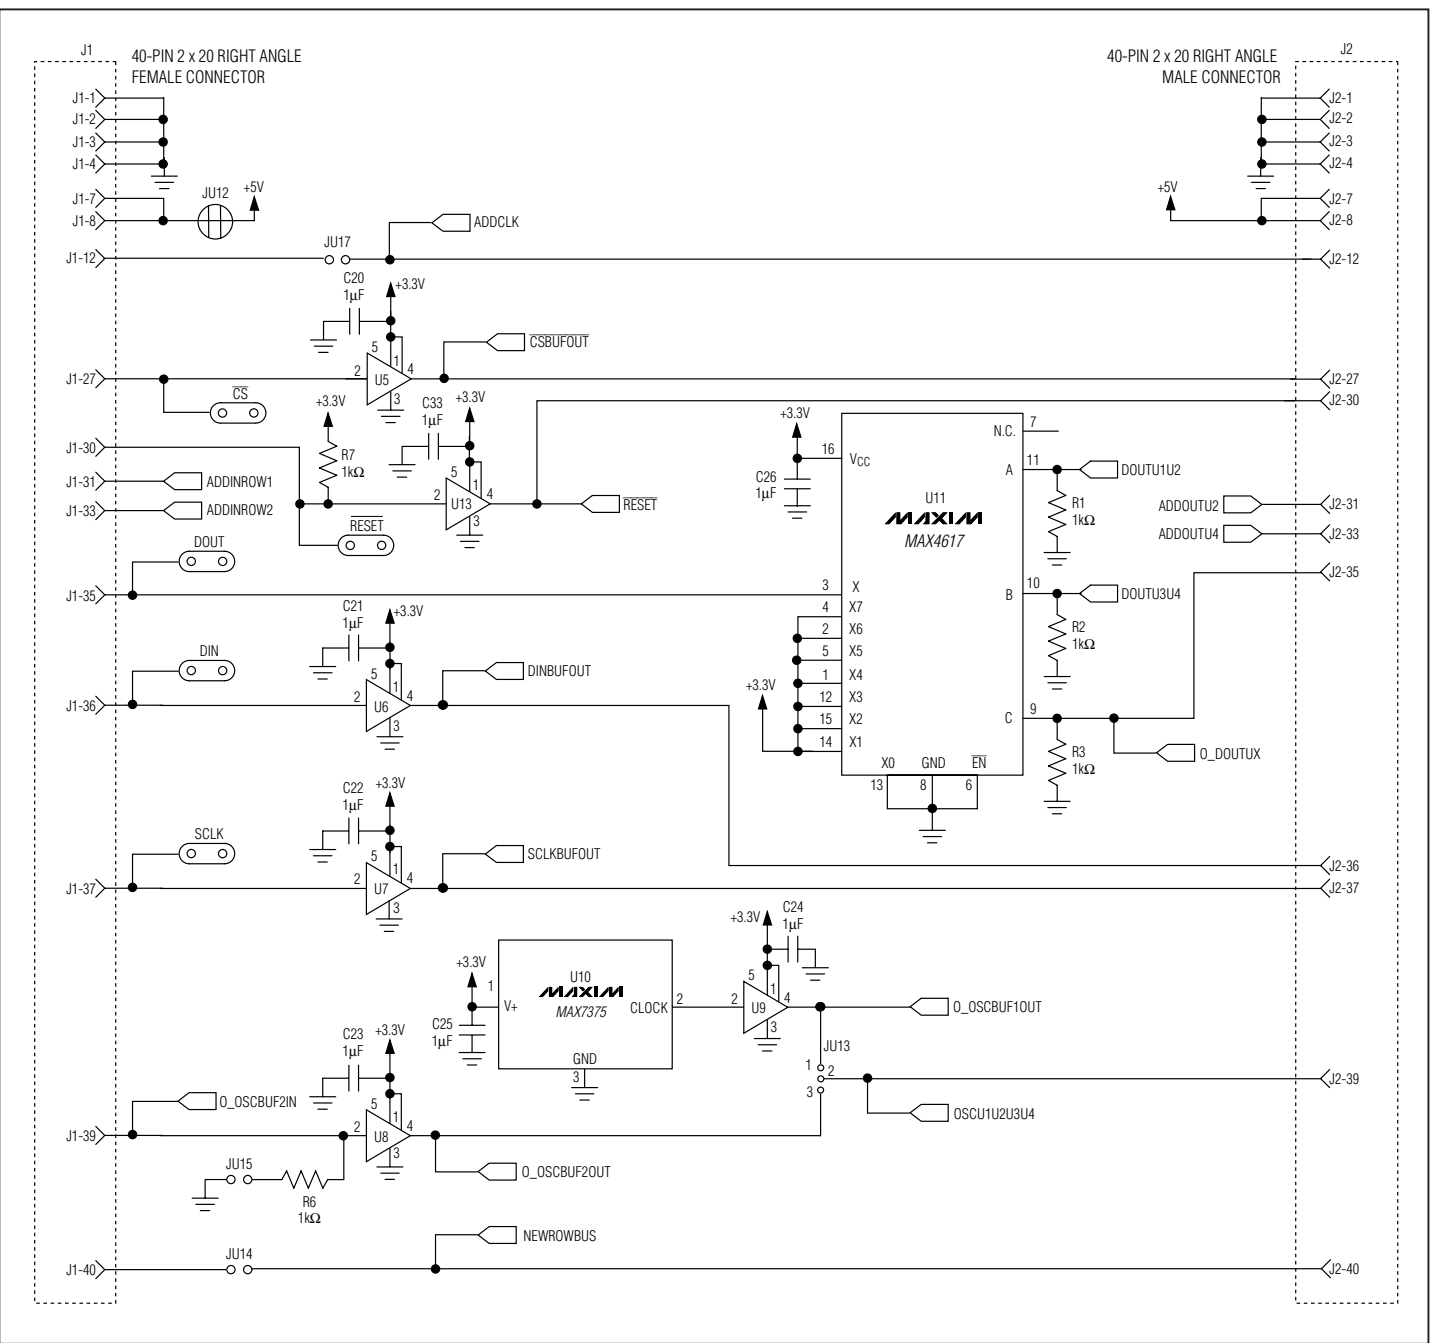 J1
40-PIN 2 x 20 RIGHT ANGLE
FEMALE CONNECTOR
40-PIN 2 x 20 RIGHT ANGLE
MALE CONNECTOR
J2
J1-1
J1-2
J1-3
J1-4
J1-7
J1-8
JU12
+5V
J2-1
J2-2
J2-3
J2-4
+5V
J2-7
J2-8
ADDCLK
J1-12
JU17
J2-12
C20
1µF
+3.3V
CSBUFOUT
J1-27
2
5
1
4
U5
3
J2-27
CS
+3.3V
C33
1µF
+3.3V
J2-30
J1-30
R7
1kΩ
J1-31
ADDINROW1
J1-33
ADDINROW2
2
5
1
4
U13
3
RESET
RESET
+3.3V
16
VCC
C26
1µF
N.C.
7
A
11
DOUTU1U2
R1
1kΩ
U11
MAXIM
MAX4617
ADDOUTU2
J2-31
ADDOUTU4
J2-33
J2-35
DOUT
J1-35
3
X
4
X7
2
X6
5
X5
1
X4
12
X3
15
X2
14
X1
+3.3V
B
10
DOUTU3U4
R2
1kΩ
C
9
R3
1kΩ
O_DOUTUX
X0
GND
EN
13
8
6
C21
1µF
+3.3V
DIN
DINBUFOUT
J1-36
2
5
1
4
U6
3
C22
1µF
+3.3V
SCLK
SCLKBUFOUT
J2-36
J1-37
2
5
1
4
U7
3
J2-37
+3.3V
C24
1µF
+3.3V
1
V+
C25
1µF
U10
MAXIM
MAX7375
CLOCK
2
GND
3
2
5
1
4
U9
3
O_OSCBUF1OUT
JU13
1
2
3
J2-39
OSCU1U2U3U4
C23
1µF
+3.3V
O_OSCBUF2IN
J1-39
2
5
1
4
U8
3
JU15
R6
1kΩ
O_OSCBUF2OUT
NEWROWBUS
J1-40
JU14
J2-40